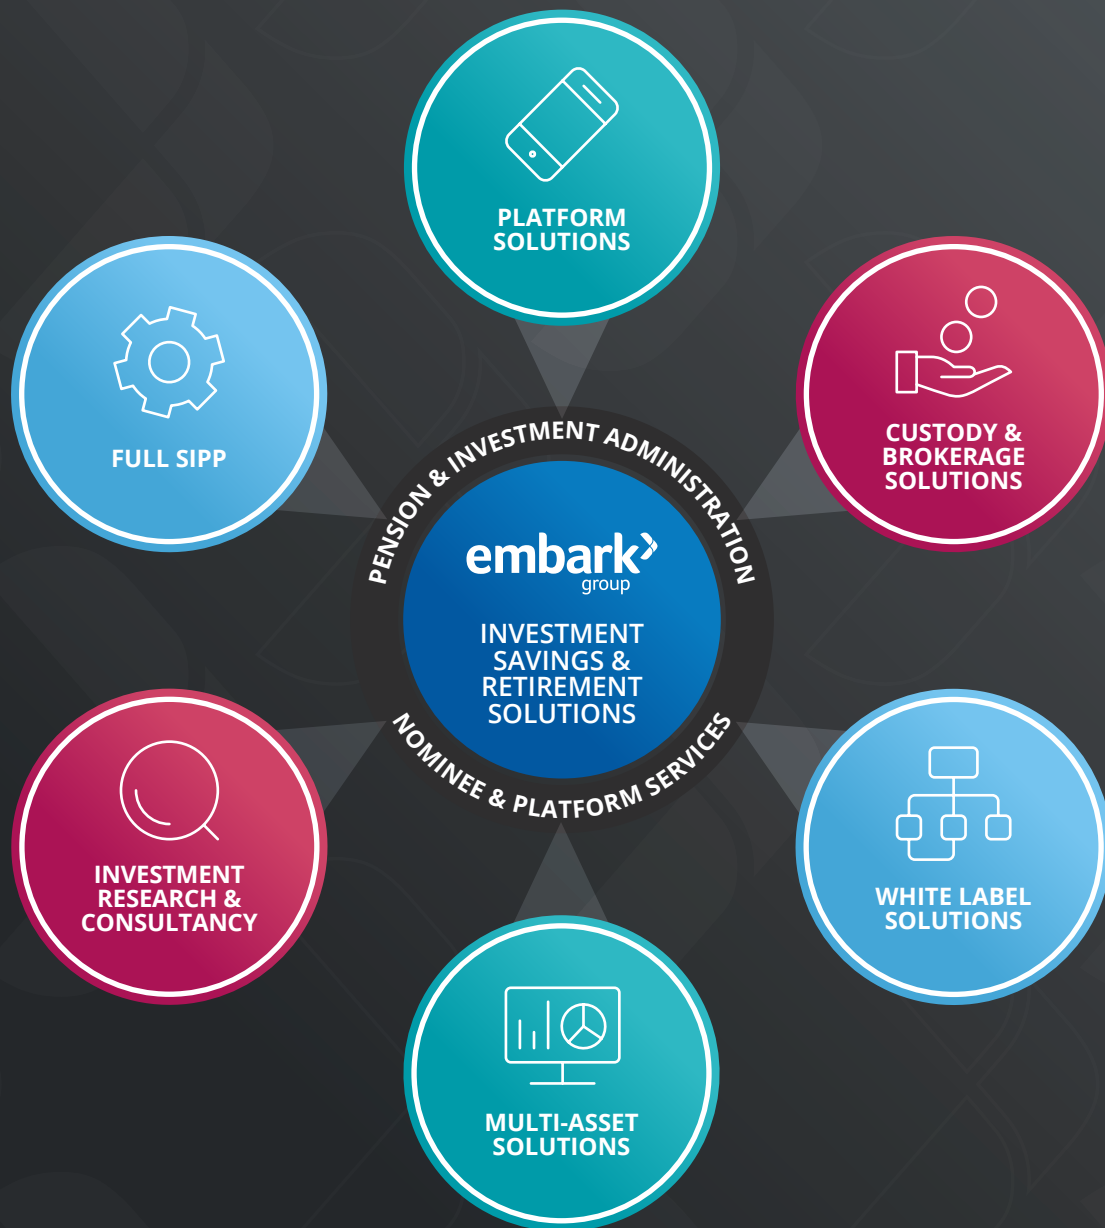 PLATFORM
SOLUTIONS
FULL SIPP
CUSTODY &
BROKERAGE
SOLUTIONS
PENSION & INVESTMENT ADMINISTRATION
embark
group
INVESTMENT
SAVINGS &
RETIREMENT
SOLUTIONS
NOMINEE & PLATFORM SERVICES
INVESTMENT
RESEARCH &
CONSULTANCY
WHITE LABEL
SOLUTIONS
MULTI-ASSET
SOLUTIONS